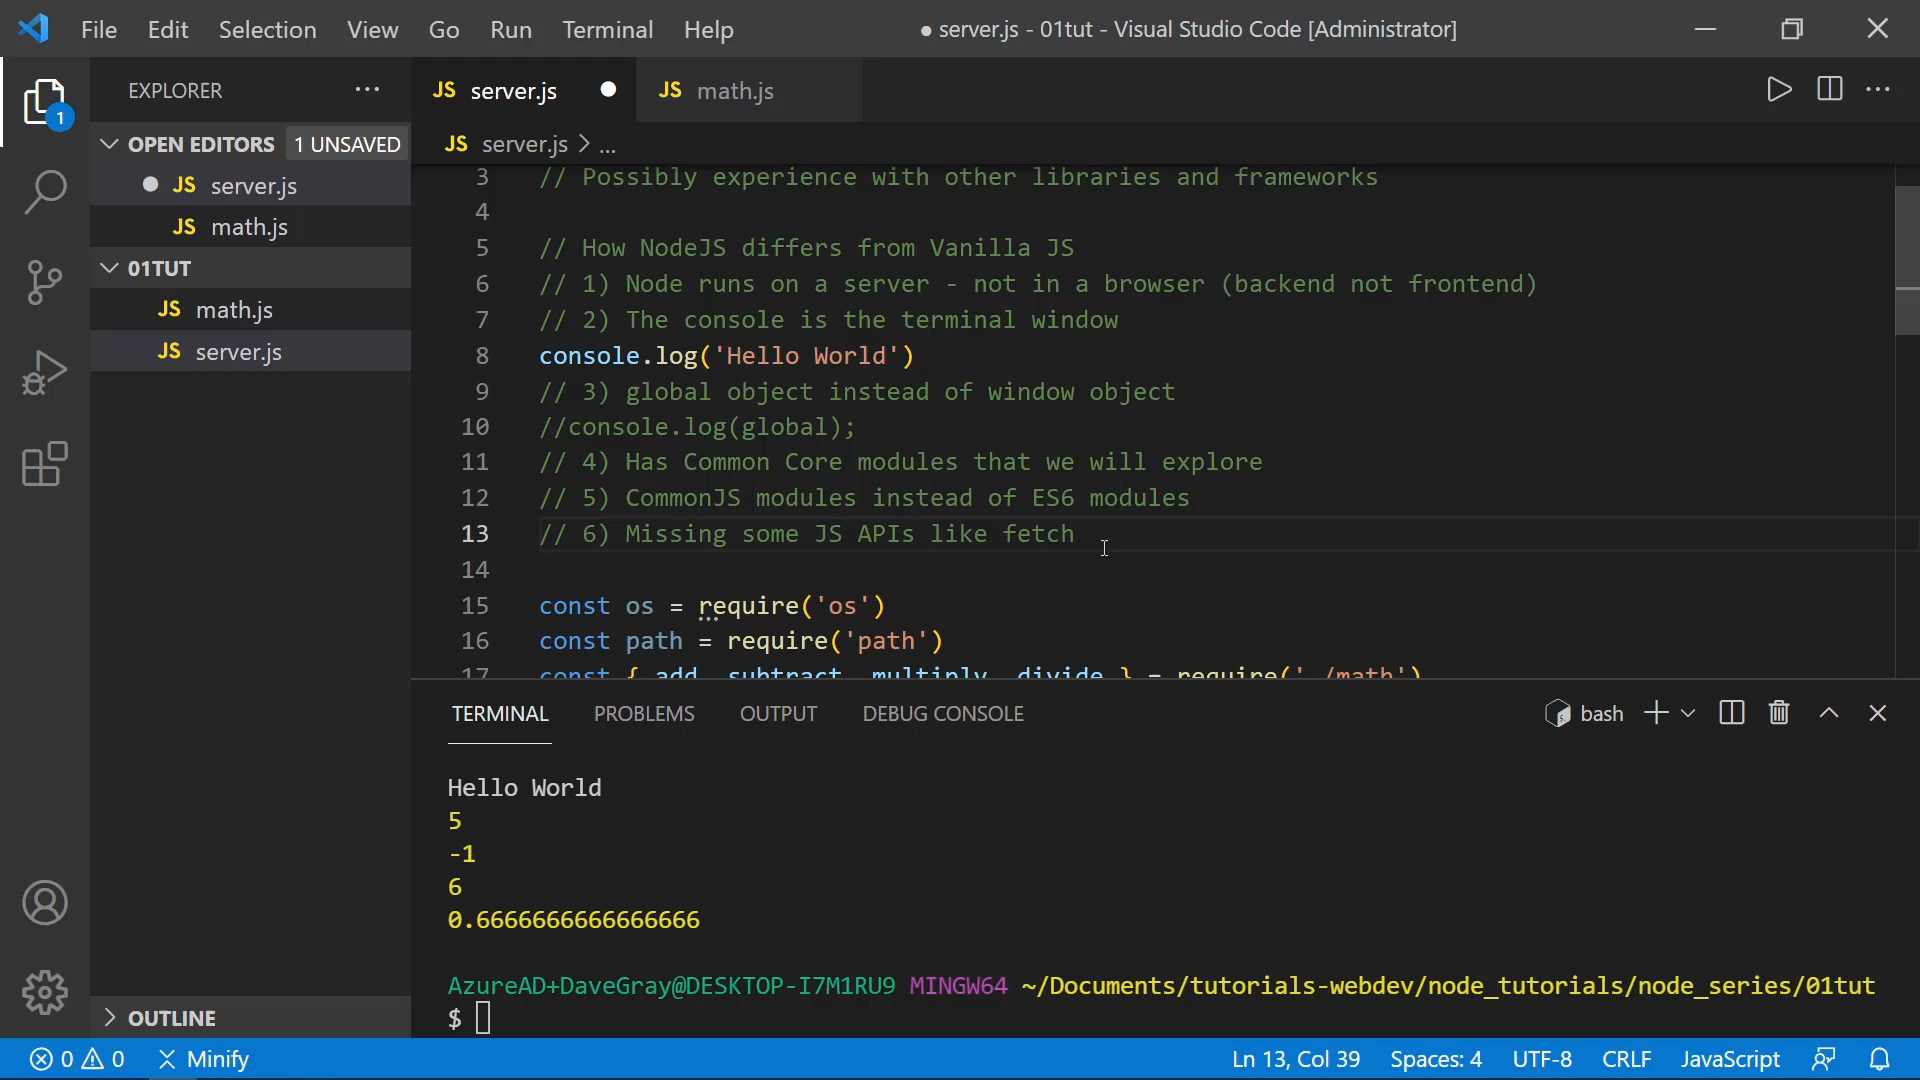 File Edit Selection View Go Run Terminal Help
● server.js - 01tut - Visual Studio Code [Administrator]
EXPLORER ...
1
OPEN EDITORS 1 UNSAVED
JS server.js
JS math.js
01TUT
JS math.js
JS server.js
OUTLINE
JS server.js
JS math.js
JS server.js > ...
3 // Possibly experience with other libraries and frameworks
4
5 // How NodeJS differs from Vanilla JS
6 // 1) Node runs on a server - not in a browser (backend not frontend)
7 // 2) The console is the terminal window
8 console.log('Hello World')
9 // 3) global object instead of window object
10 //console.log(global);
11 // 4) Has Common Core modules that we will explore
12 // 5) CommonJS modules instead of ES6 modules
13 // 6) Missing some JS APIs like fetch
14
15 const os = require('os')
16 const path = require('path')
17 const { add, subtract, multiply, divide } = require('./math')
TERMINAL PROBLEMS OUTPUT DEBUG CONSOLE
bash
Hello World
5
-1
6
0.6666666666666666
AzureAD+DaveGray@DESKTOP-I7M1RU9 MINGW64 ~/Documents/tutorials-webdev/node_tutorials/node_series/01tut
$
0 0 Minify
Ln 13, Col 39 Spaces: 4 UTF-8 CRLF JavaScript